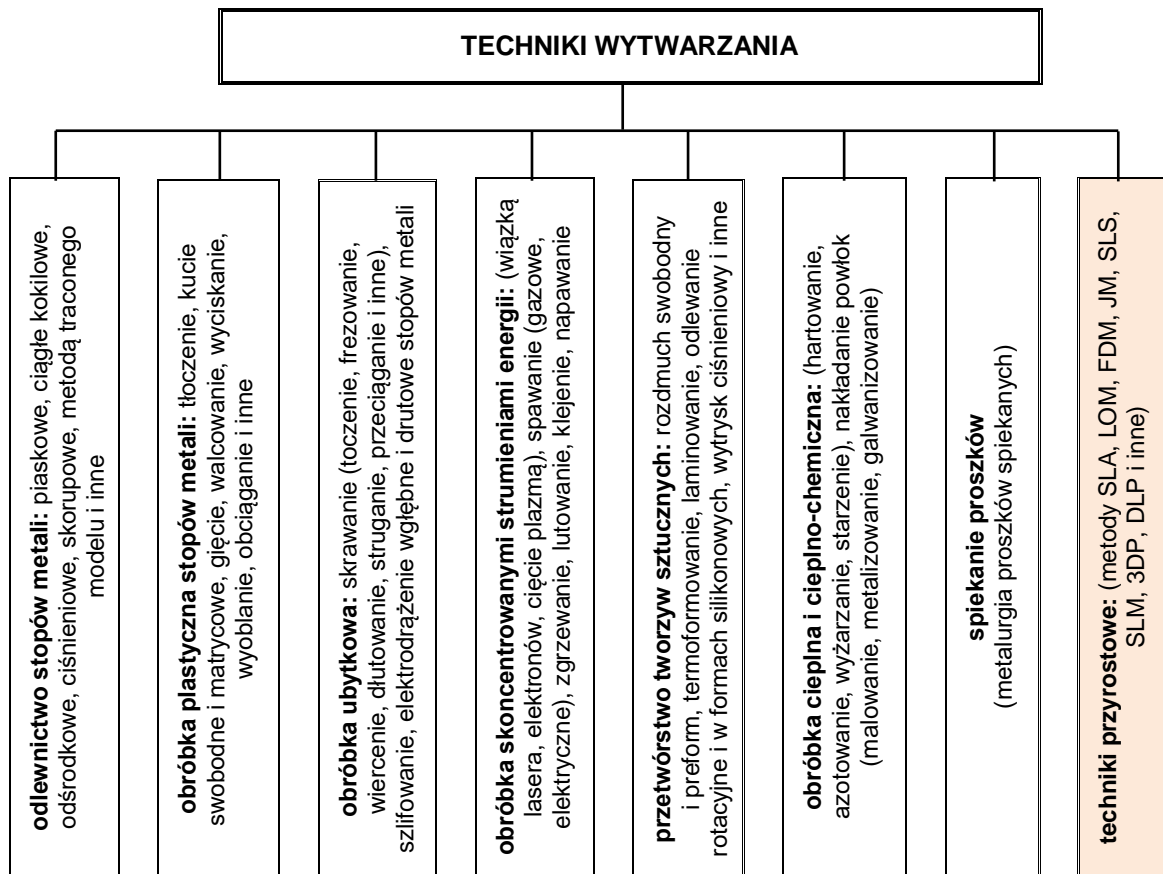 TECHNIKI WYTWARZANIA
odlewnictwo stopów metali: piaskowe, ciągłe kokilowe,
odśrodkowe, ciśnieniowe, skorupowe, metodą traconego
modelu i inne
obróbka plastyczna stopów metali: tłoczenie, kucie
swobodne i matrycowe, gięcie, walcowanie, wyciskanie,
wyoblanie, obciąganie i inne
obróbka ubytkowa: skrawanie (toczenie, frezowanie,
wiercenie, dłutowanie, struganie, przeciąganie i inne),
szlifowanie, elektrodrążenie wgłębne i drutowe stopów metali
obróbka skoncentrowanymi strumieniami energii: (wiązką
lasera, elektronów, cięcie plazmą), spawanie (gazowe,
elektryczne), zgrzewanie, lutowanie, klejenie, napawanie
przetwórstwo tworzyw sztucznych: rozdmuch swobodny
i preform, termoformowanie, laminowanie, odlewanie
rotacyjne i w formach silikonowych, wytrysk ciśnieniowy i inne
obróbka cieplna i cieplno-chemiczna: (hartowanie,
azotowanie, wyżarzanie, starzenie), nakładanie powłok
(malowanie, metalizowanie, galwanizowanie)
spiekanie proszków
(metalurgia proszków spiekanych)
techniki przyrostowe: (metody SLA, LOM, FDM, JM, SLS,
SLM, 3DP, DLP i inne)